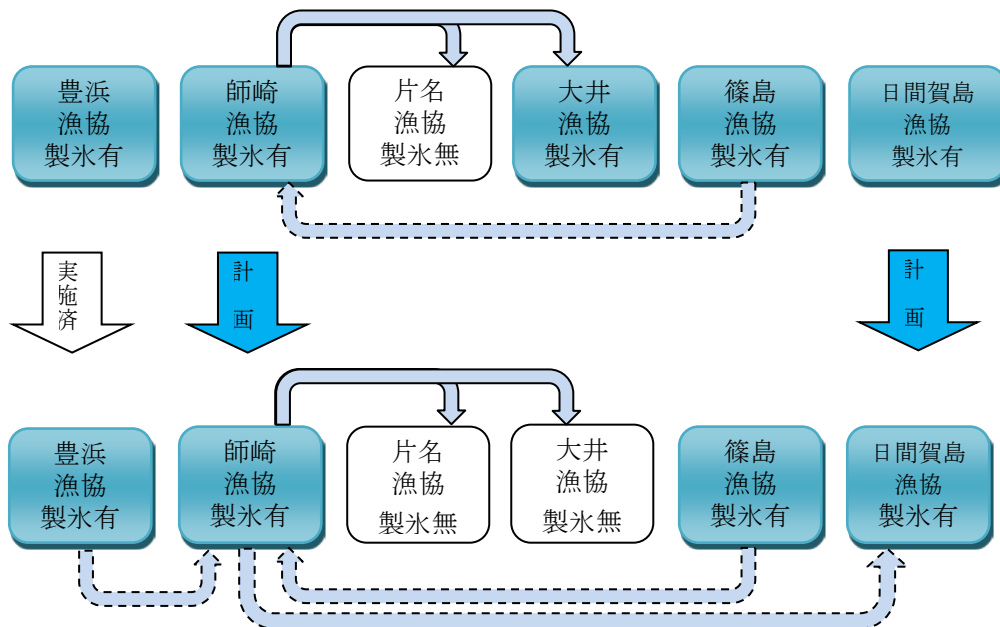 豊浜
漁協
製氷有
師崎
漁協
製氷有
片名
漁協
製氷無
大井
漁協
製氷有
篠島
漁協
製氷有
日間賀島
漁協
製氷有
実施済
計画
計画
豊浜
漁協
製氷有
師崎
漁協
製氷有
片名
漁協
製氷無
大井
漁協
製氷無
篠島
漁協
製氷有
日間賀島
漁協
製氷有